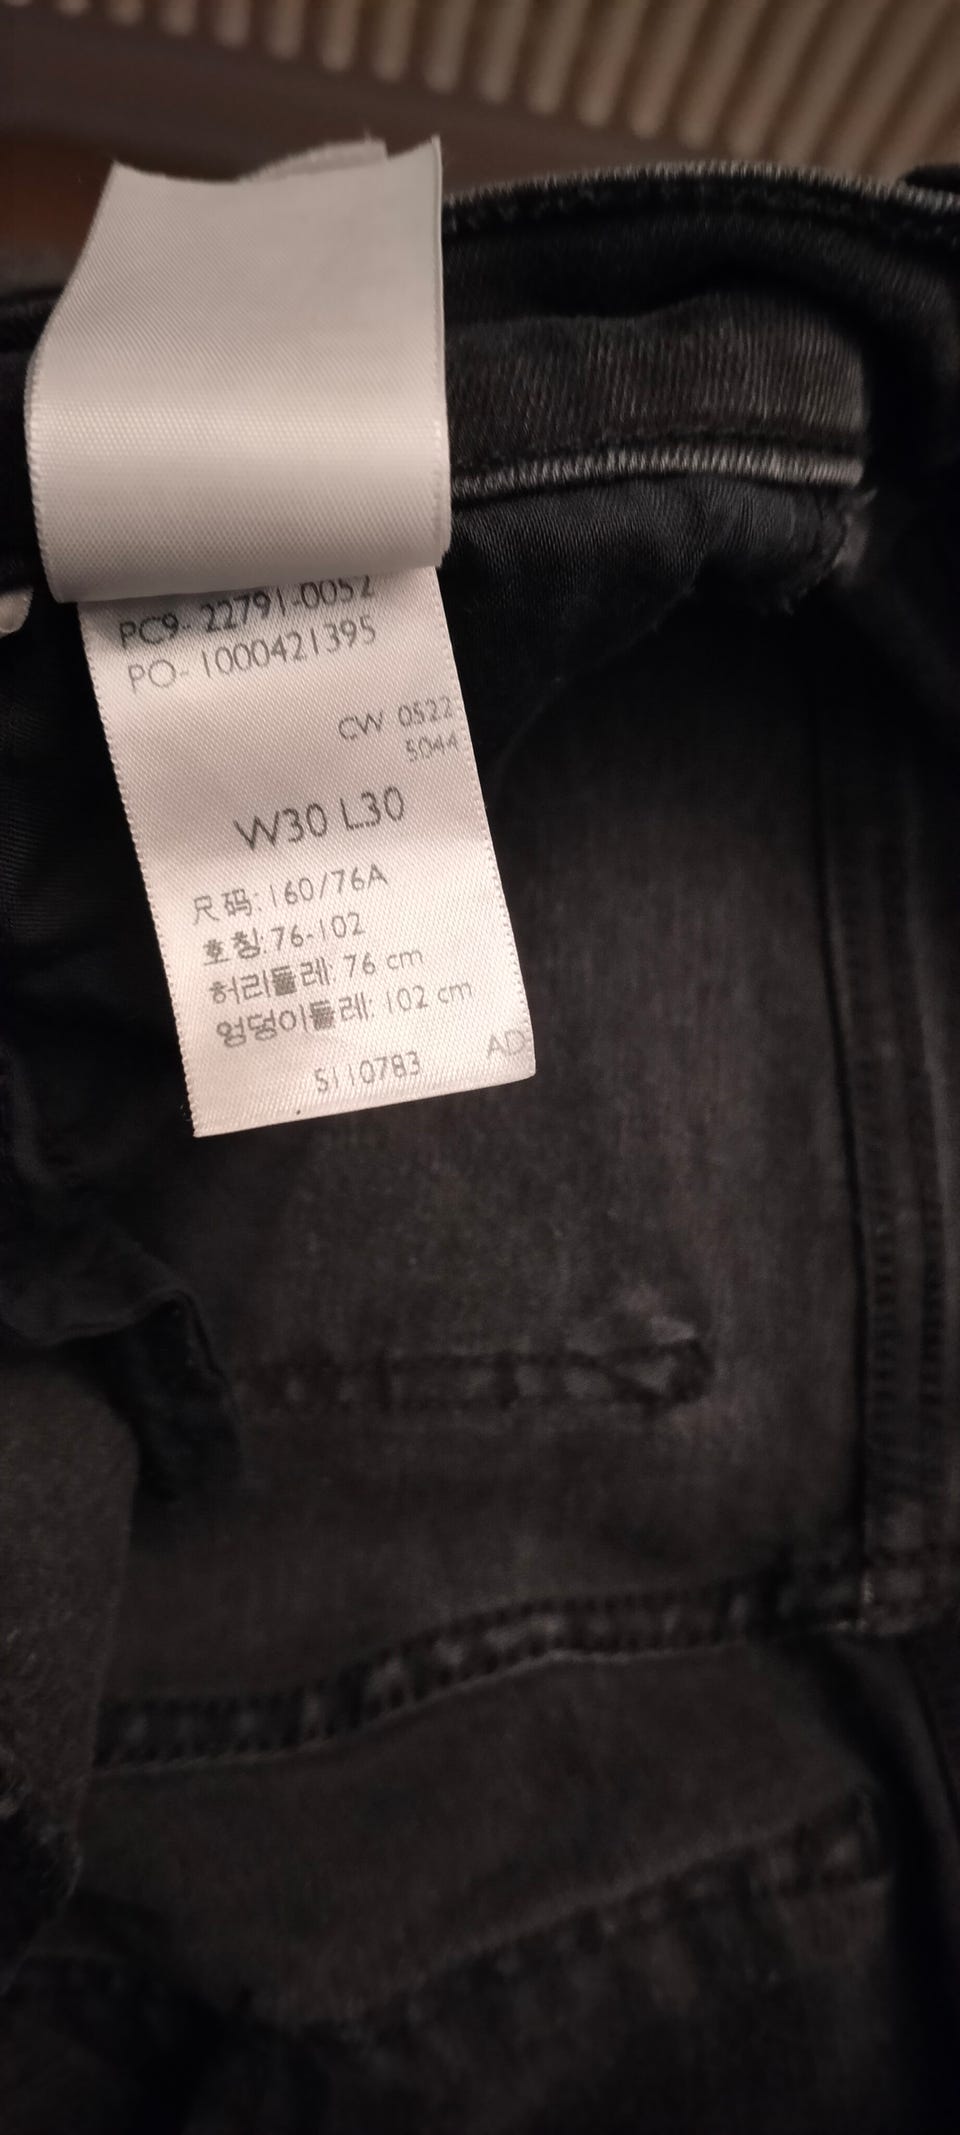 PC9- 22791-0052
PO- 1000421395
CW 0522
5044
W30 L30
尺码:160/76A
호칭:76-102
허리둘레: 76 cm
엉덩이둘레: 102 cm
AD
5110783